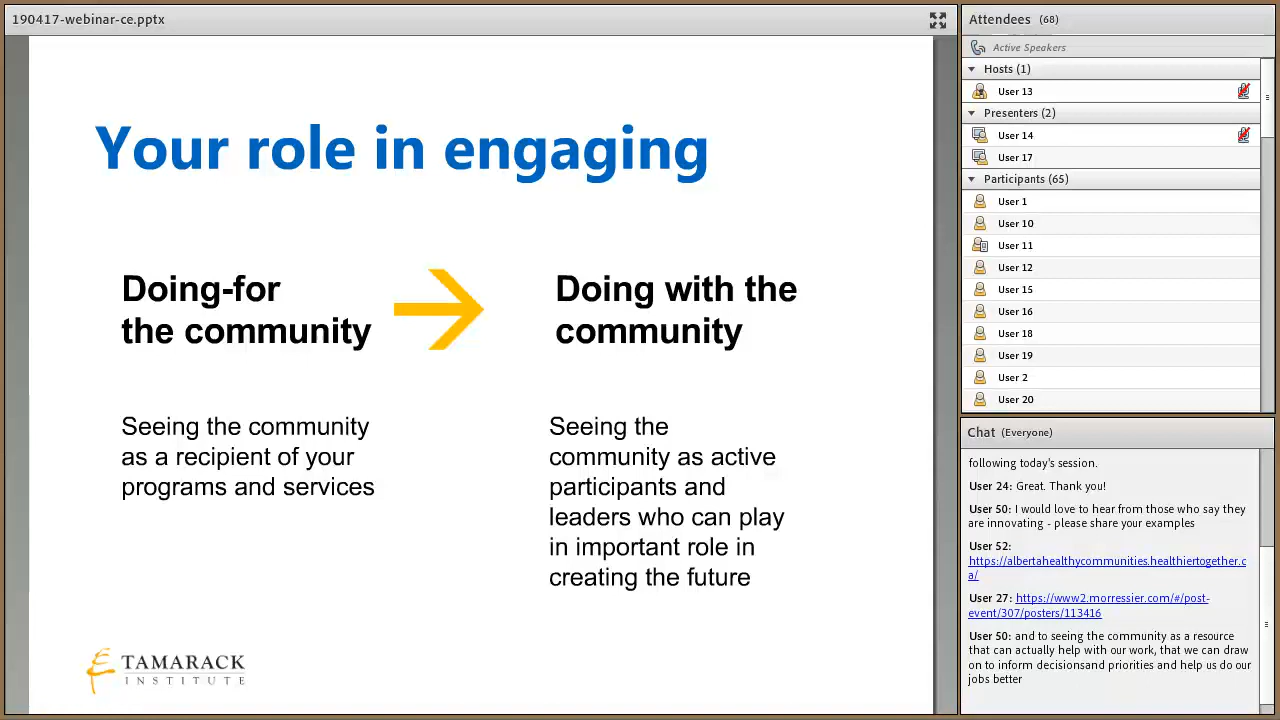 190417-webinar-ce.pptx
Your role in engaging
Doing-for
the community
Doing with the
community
Seeing the community
as a recipient of your
programs and services
Seeing the
community as active
participants and
leaders who can play
in important role in
creating the future
TAMARACK
INSTITUTE
Attendees (68)
Active Speakers
Hosts (1)
User 13
Presenters (2)
User 14
User 17
Participants (65)
User 1
User 10
User 11
User 12
User 15
User 16
User 18
User 19
User 2
User 20
Chat (Everyone)
following today's session.
User 24: Great. Thank you!
User 50: I would love to hear from those who say they
are innovating - please share your examples
User 52:
https://albertahealthycommunities.healthiertogether.c
a/
User 27: https://www2.morressier.com/#/post-
event/307/posters/113416
User 50: and to seeing the community as a resource
that can actually help with our work, that we can draw
on to inform decisionsand priorities and help us do our
jobs better